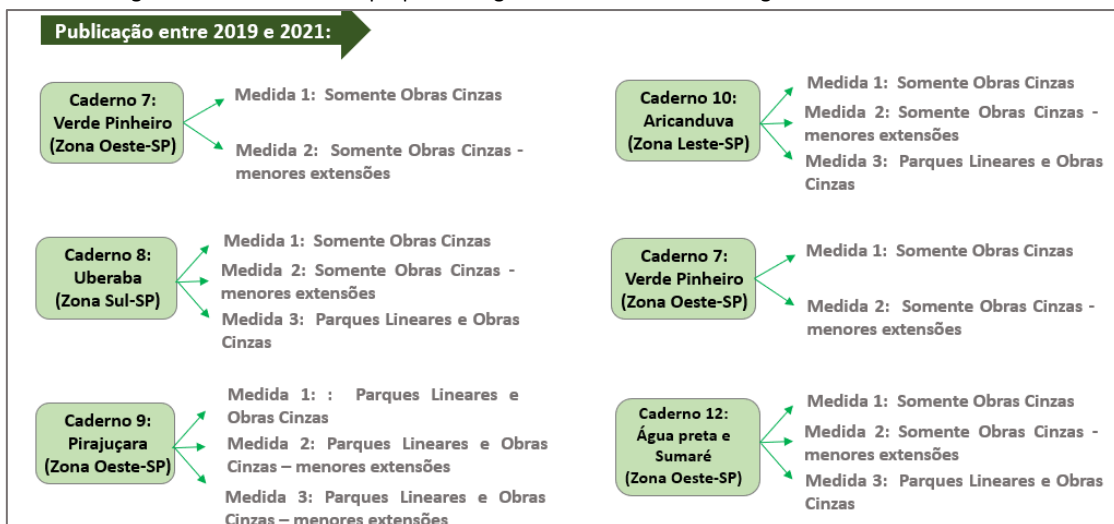 Publicação entre 2019 e 2021:
Caderno 7:
Verde Pinheiro
(Zona Oeste-SP)
Medida 1: Somente Obras Cinzas
Medida 2: Somente Obras Cinzas -
menores extensões
Caderno 8:
Uberaba
(Zona Sul-SP)
Medida 1: Somente Obras Cinzas
Medida 2: Somente Obras Cinzas -
menores extensões
Medida 3: Parques Lineares e Obras
Cinzas
Caderno 9:
Pirajuçara
(Zona Oeste-SP)
Medida 1: : Parques Lineares e
Obras Cinzas
Medida 2: Parques Lineares e Obras
Cinzas – menores extensões
Medida 3: Parques Lineares e Obras
Cinzas – menores extensões
Caderno 10:
Aricanduva
(Zona Leste-SP)
Medida 1: Somente Obras Cinzas
Medida 2: Somente Obras Cinzas -
menores extensões
Medida 3: Parques Lineares e Obras
Cinzas
Caderno 7:
Verde Pinheiro
(Zona Oeste-SP)
Medida 1: Somente Obras Cinzas
Medida 2: Somente Obras Cinzas -
menores extensões
Caderno 12:
Água preta e
Sumaré
(Zona Oeste-SP)
Medida 1: Somente Obras Cinzas
Medida 2: Somente Obras Cinzas -
menores extensões
Medida 3: Parques Lineares e Obras
Cinzas